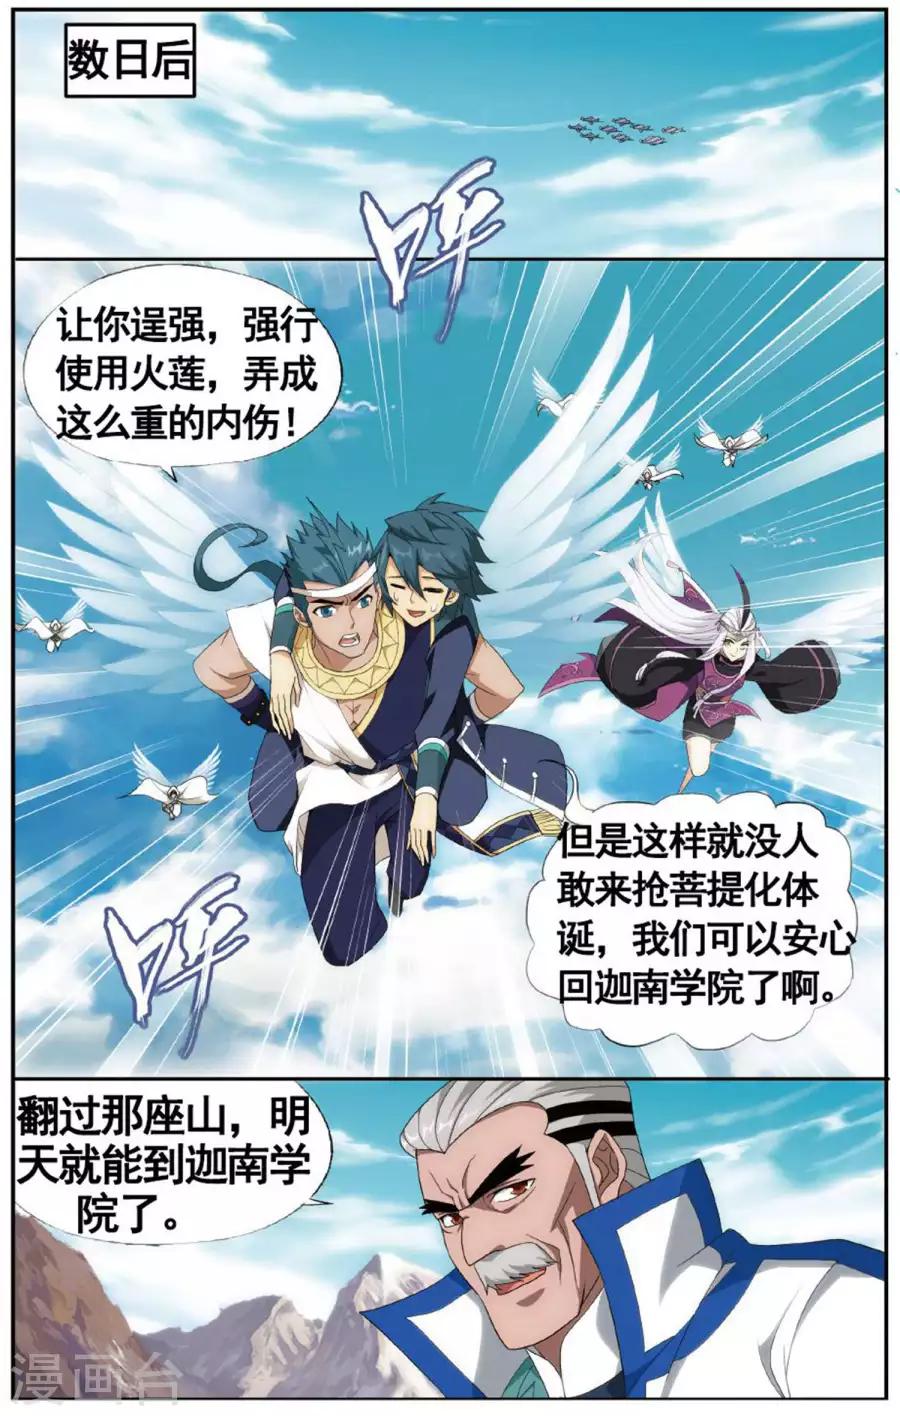 数日后
呼
让你逞强，强行
使用火莲，弄成
这么重的内伤！
但是这样就没人
敢来抢菩提化体
诞，我们可以安心
回迦南学院了啊。
呼
翻过那座山，明
天就能到迦南学
院了。
漫画台